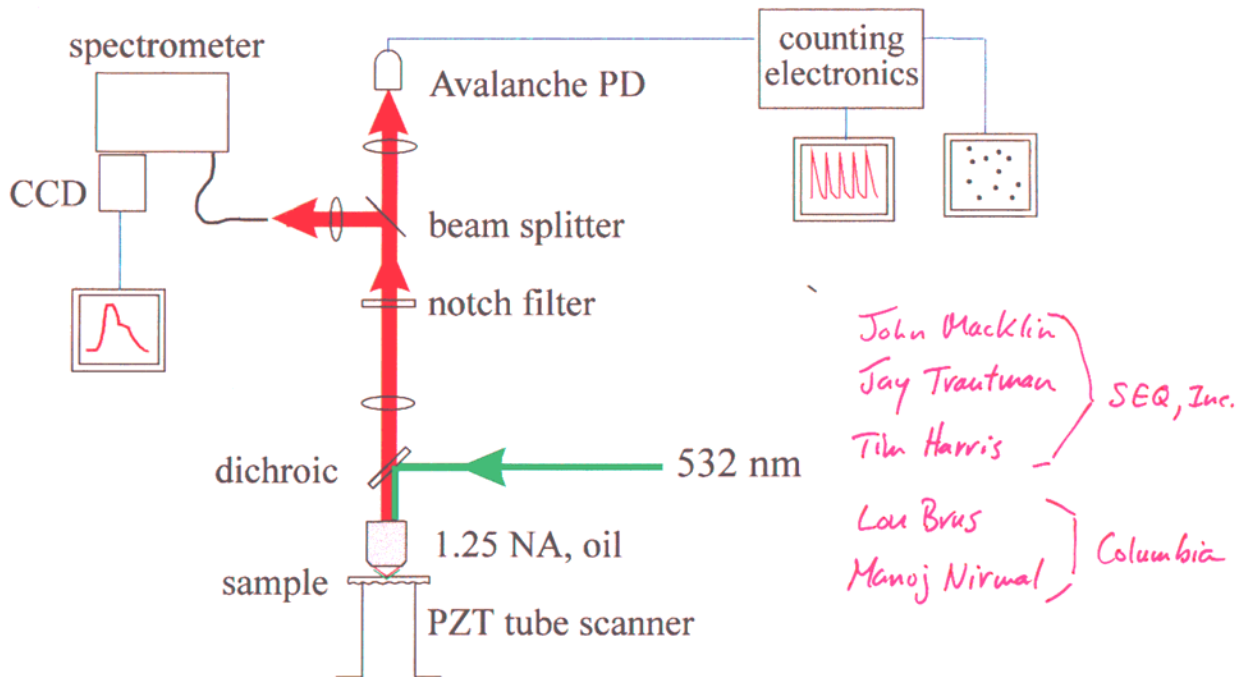 spectrometer
CCD
Avalanche PD
counting
electronics
beam splitter
notch filter
dichroic
532 nm
1.25 NA, oil
sample
PZT tube scanner
John Macklin
Jay Trautman
Tim Harris
SEQ, Inc.
Lou Brus
Manoj Nirmal
Columbia